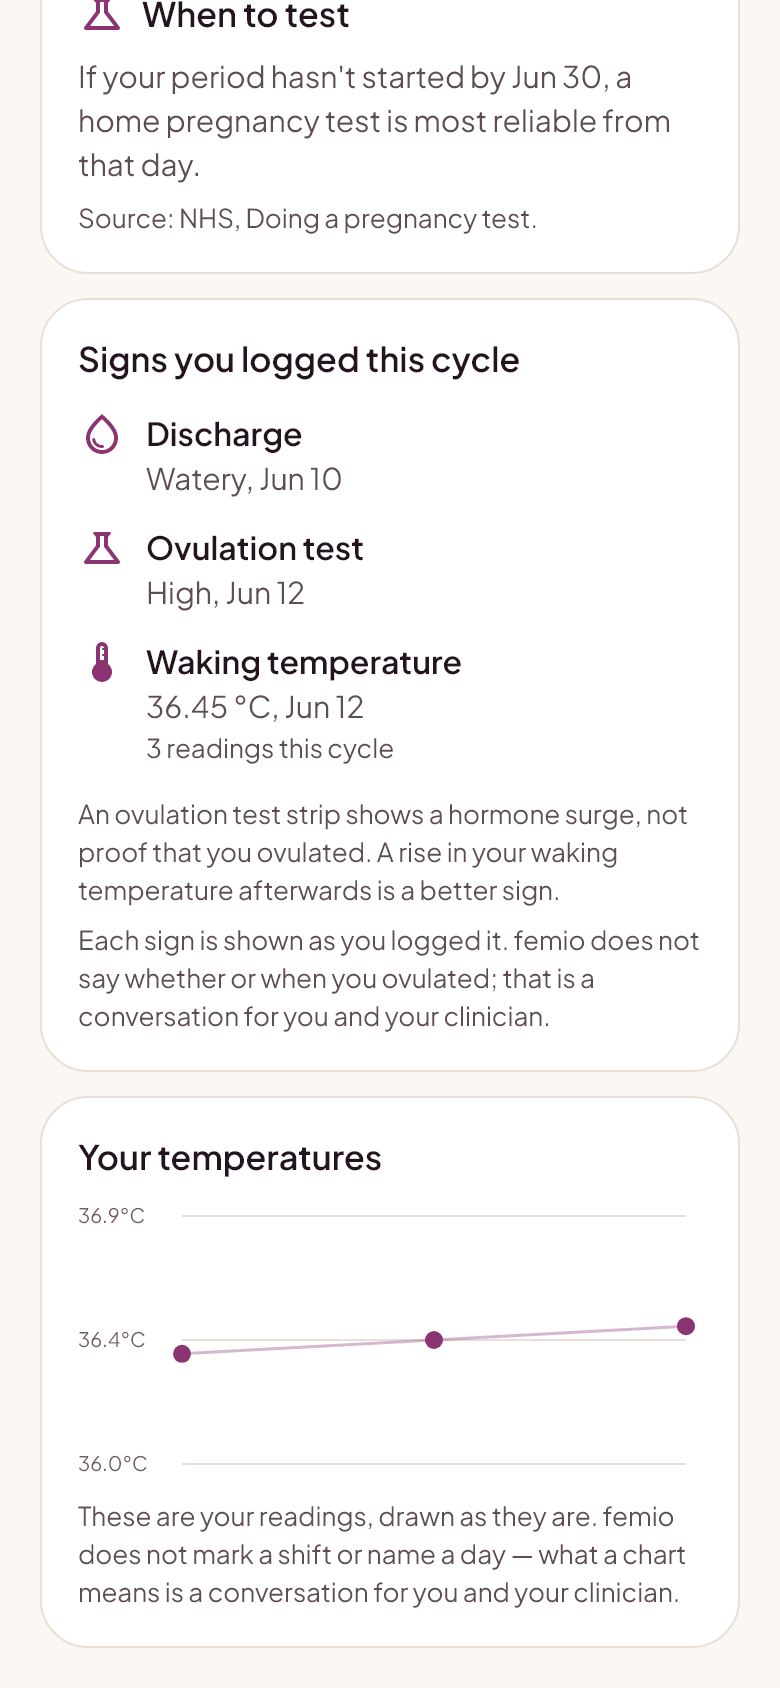 When to test
If your period hasn't started by Jun 30, a
home pregnancy test is most reliable from
that day.
Source: NHS, Doing a pregnancy test.
Signs you logged this cycle
Discharge
Watery, Jun 10
Ovulation test
High, Jun 12
Waking temperature
36.45 °C, Jun 12
3 readings this cycle
An ovulation test strip shows a hormone surge, not
proof that you ovulated. A rise in your waking
temperature afterwards is a better sign.
Each sign is shown as you logged it. femio does not
say whether or when you ovulated; that is a
conversation for you and your clinician.
Your temperatures
36.9°C
36.4°C
36.0°C
These are your readings, drawn as they are. femio
does not mark a shift or name a day — what a chart
means is a conversation for you and your clinician.